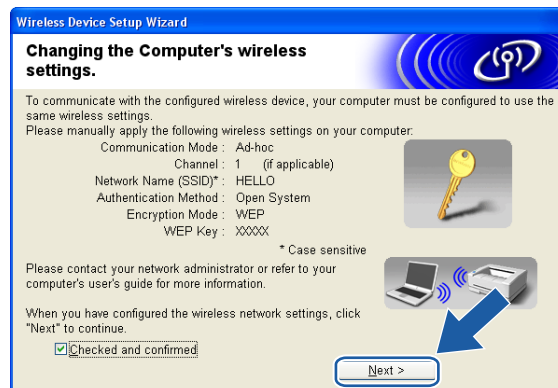 Wireless Device Setup Wizard
Changing the Computer's wireless
settings.
To communicate with the configured wireless device, your computer must be configured to use the
same wireless settings.
Please manually apply the following wireless settings on your computer:
Communication Mode : Ad-hoc
Channel : 1 (if applicable)
Network Name (SSID)* : HELLO
Authentication Method : Open System
Encryption Mode : WEP
WEP Key : XXXXX
* Case sensitive
Please contact your network administrator or refer to your
computer's user's guide for more information.
When you have configured the wireless network settings, click
"Next" to continue.
Checked and confirmed
Next >